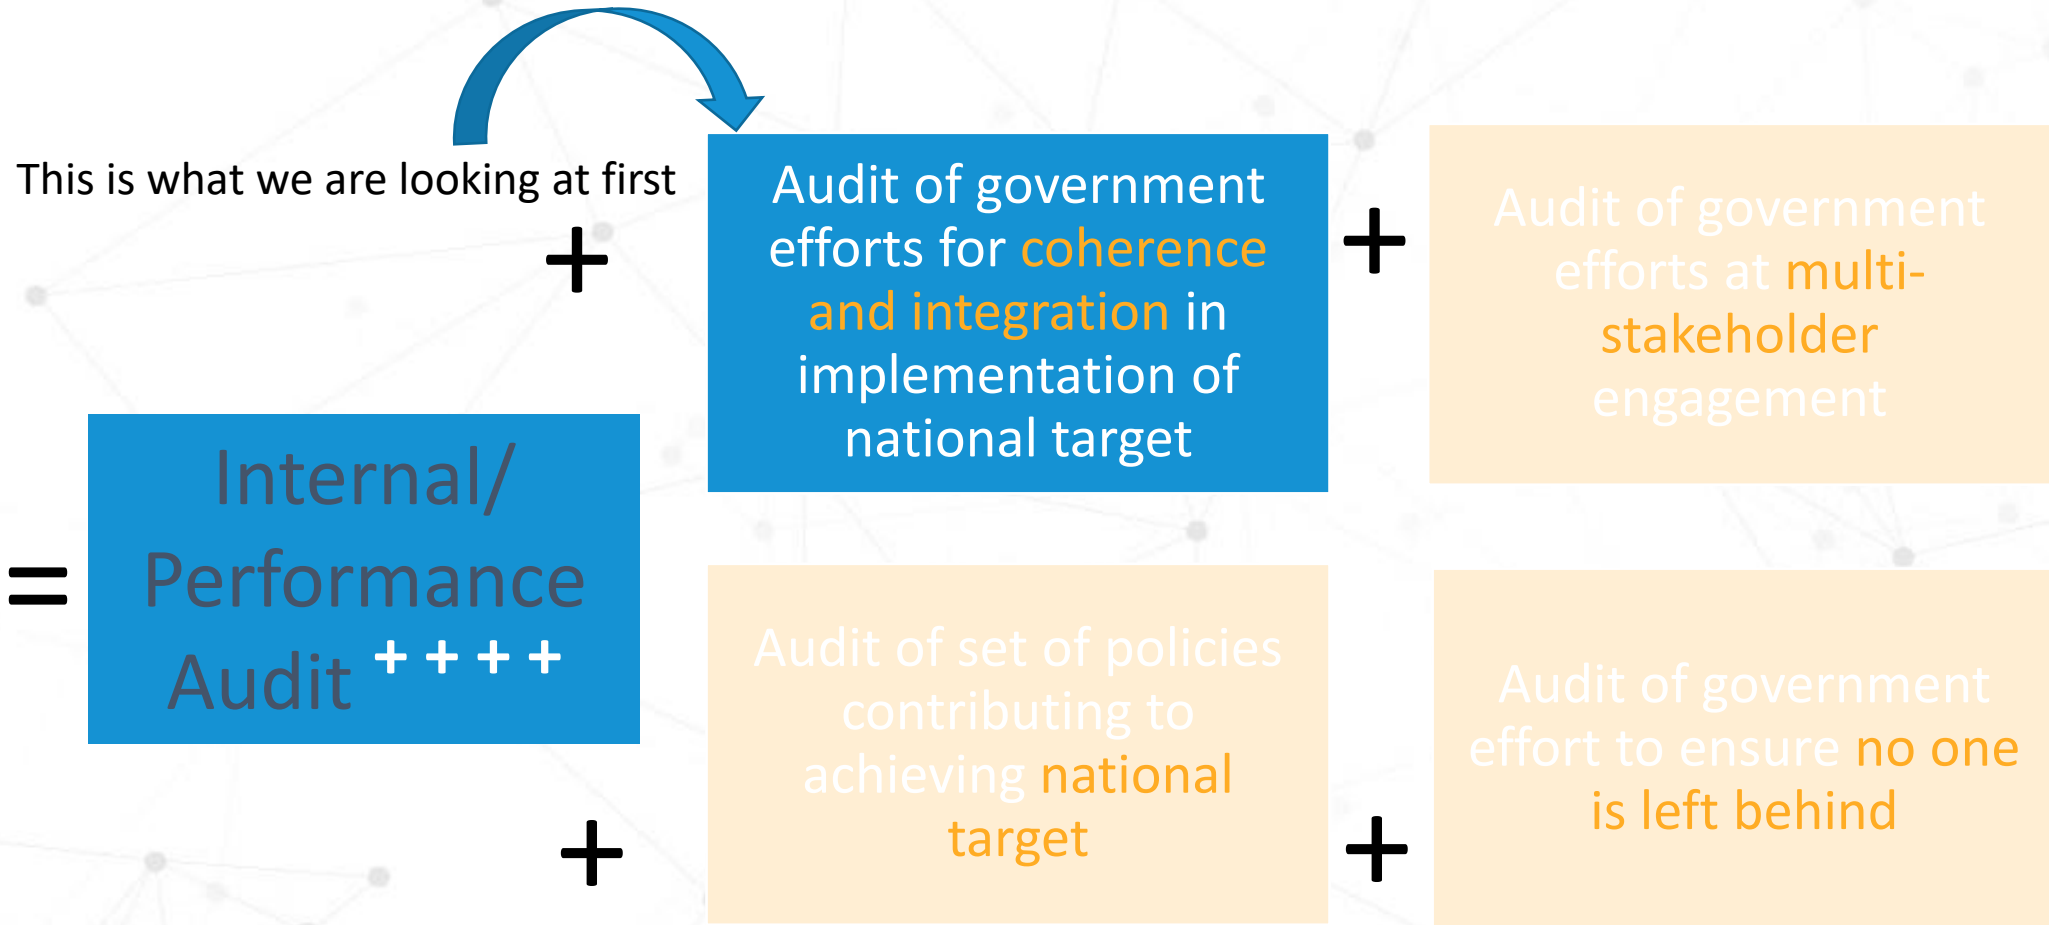 This is what we are looking at first
+
Audit of government
efforts for coherence
and integration in
implementation of
national target
+
Audit of government
efforts at multi-
stakeholder
engagement
=
Internal/
Performance
Audit + + + +
+
Audit of set of policies
contributing to
achieving national
target
+
Audit of government
effort to ensure no one
is left behind